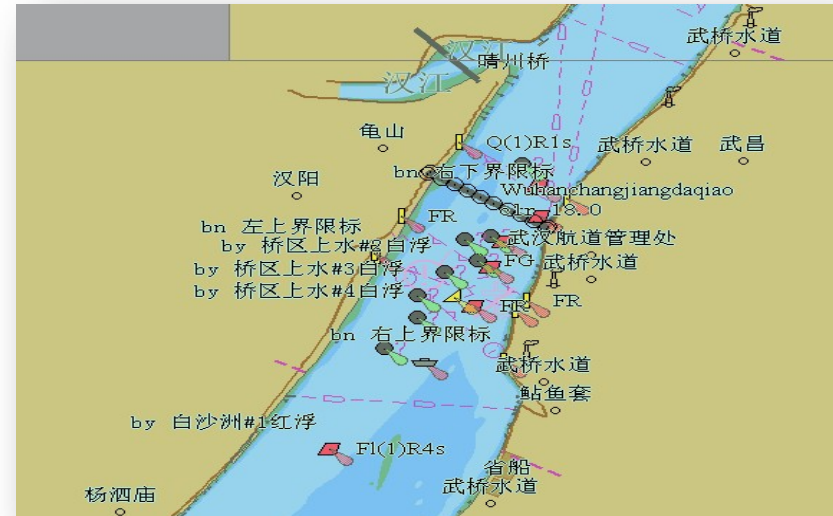 武桥水道
汉江
晴川桥
汉江
龟山
Q(1)R1s
武桥水道
武昌
bn 右下界限标
汉阳
Wuhanchangjiangdaqiao
clr 18.0
FR
bn 左上界限标
by 桥区上水#2白浮
武汉航道管理处
by 桥区上水#3白浮
FG
武桥水道
by 桥区上水#4白浮
FR
FR
bn 右上界限标
武桥水道
鲇鱼套
by 白沙洲#1红浮
Fl(1)R4s
省船
杨泗庙
武桥水道